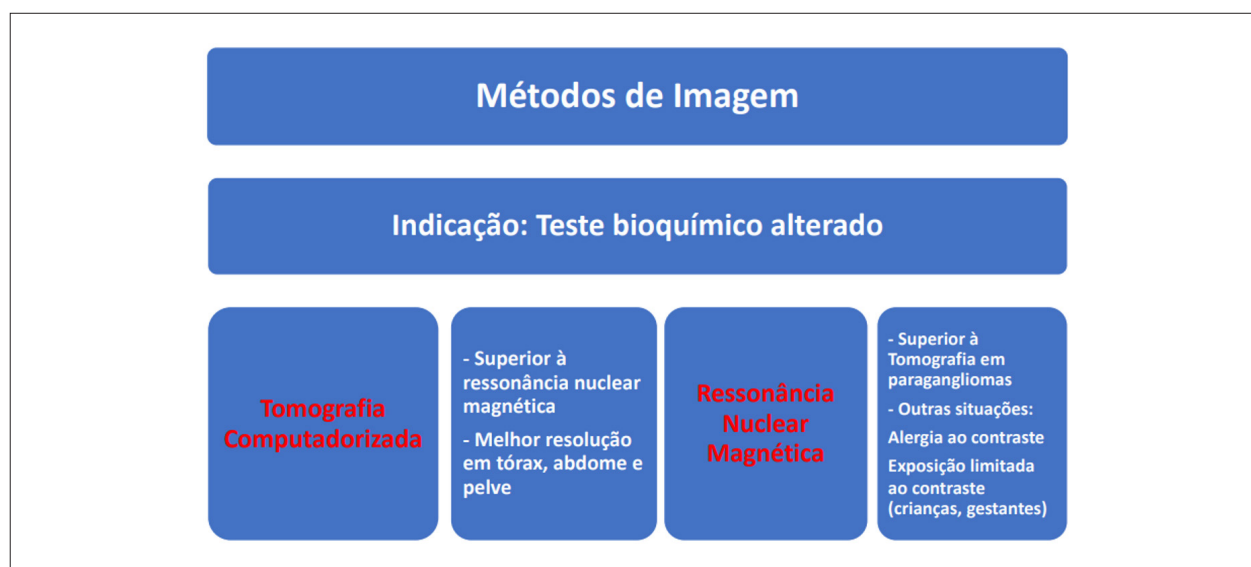 Métodos de Imagem
Indicação: Teste bioquímico alterado
Tomografia
Computadorizada
- Superior à
ressonância nuclear
magnética
- Melhor resolução
em tórax, abdome e
pelve
Ressonância
Nuclear
Magnética
- Superior à
Tomografia em
paragangliomas
- Outras situações:
Alergia ao contraste
Exposição limitada
ao contraste
(crianças, gestantes)